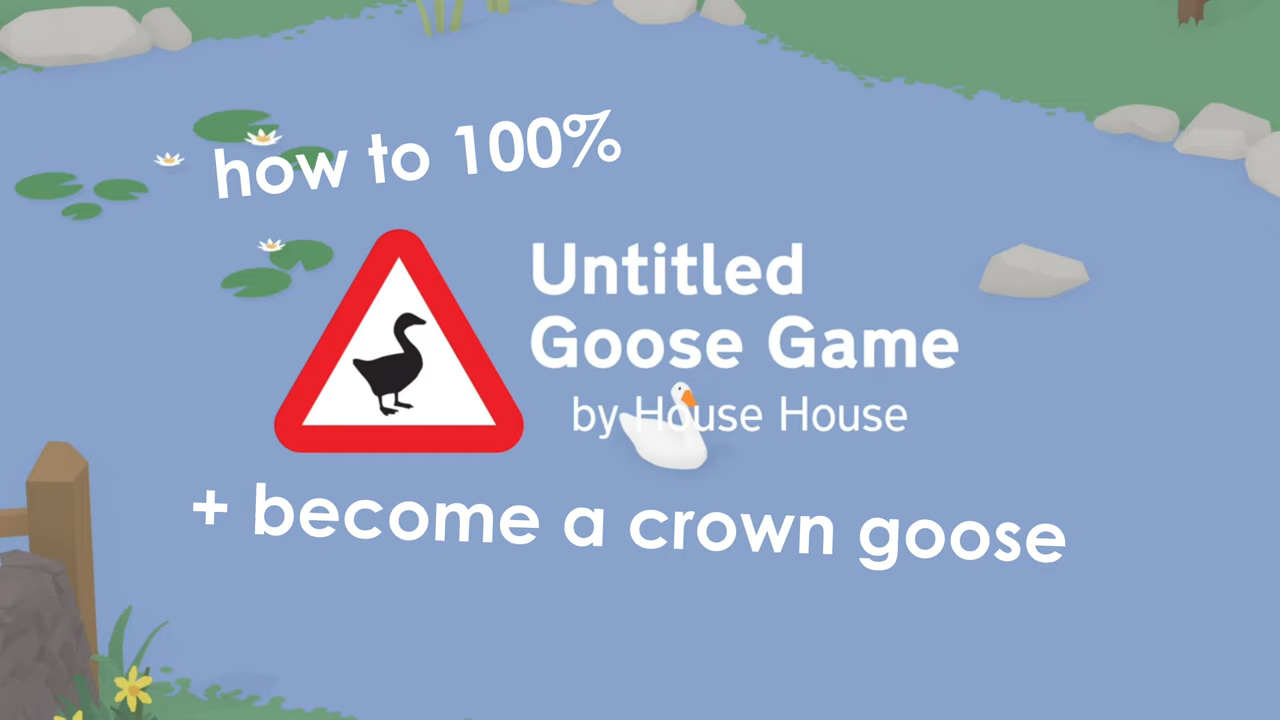 how to 100%
Untitled
Goose Game
by House House
+ become a crown goose